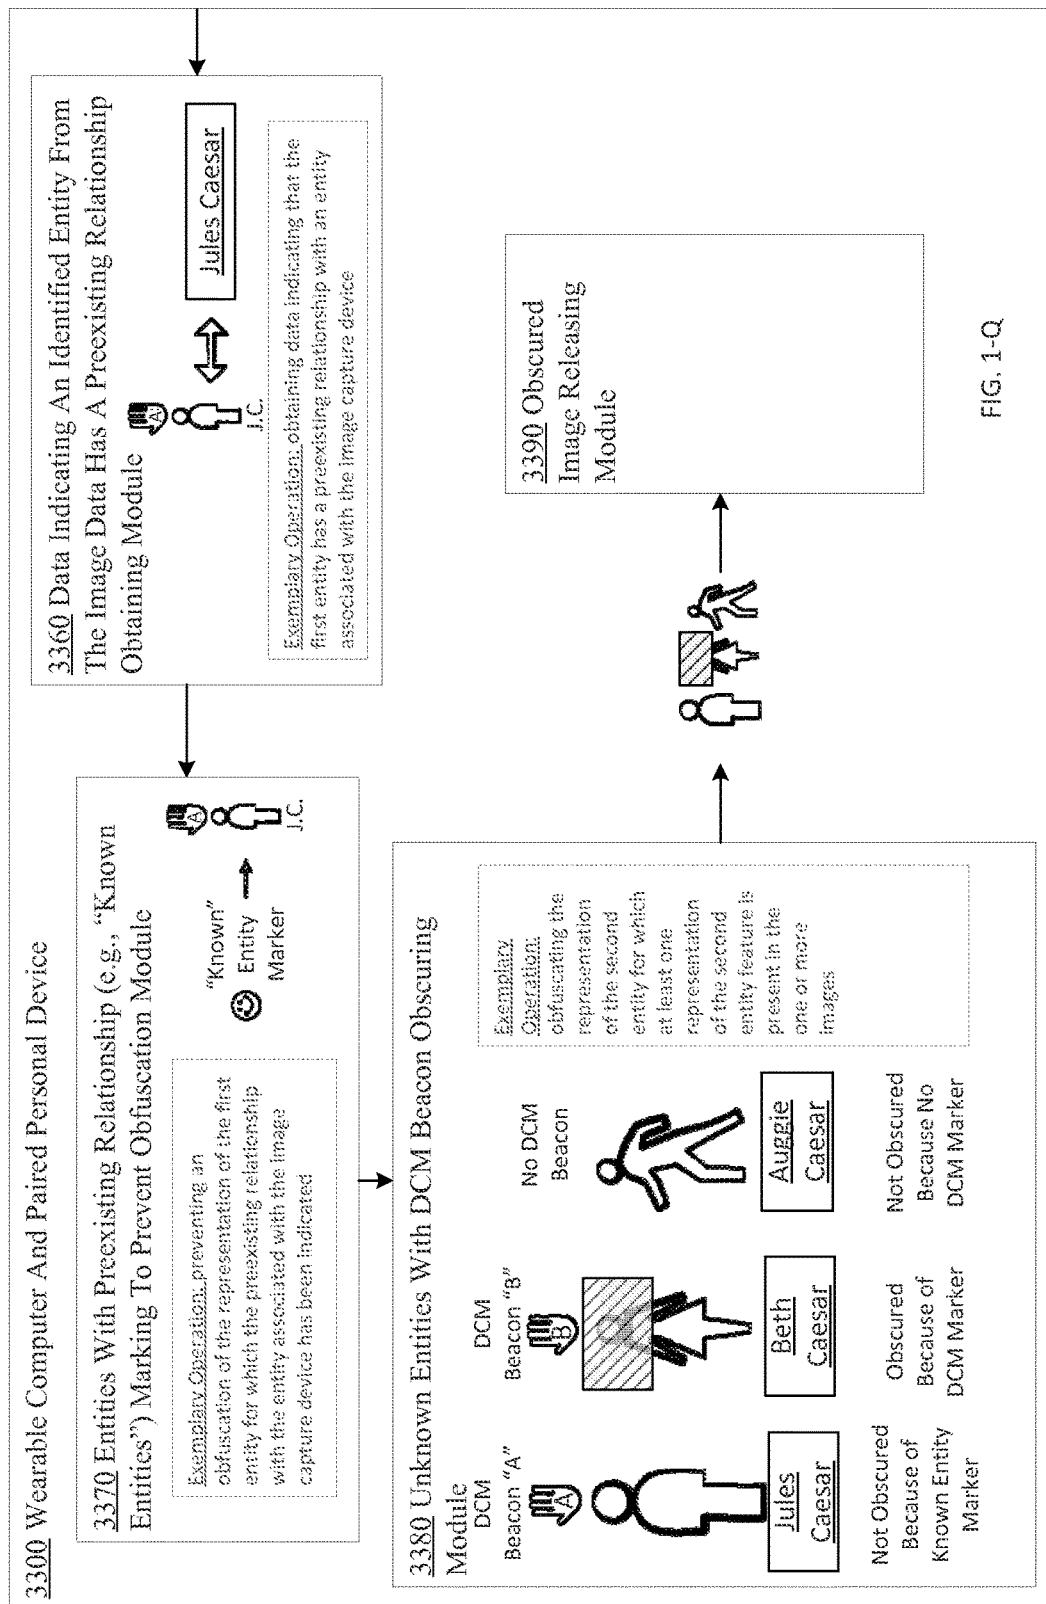 3300 Wearable Computer And Paired Personal Device
3360 Data Indicating An Identified Entity From
The Image Data Has A Preexisting Relationship
Obtaining Module
A
J.C.
Jules Caesar
Exemplary Operation: obtaining data indicating that the
first entity has a preexisting relationship with an entity
associated with the image capture device
3370 Entities With Preexisting Relationship (e.g., “Known
Entities”) Marking To Prevent Obfuscation Module
Exemplary Operation: preventing an
obfuscation of the representation of the first
entity for which the preexisting relationship
with the entity associated with the image
capture device has been indicated
“Known”
Entity
Marker
A
J.C.
3380 Unknown Entities With DCM Beacon Obscuring
Module
DCM
Beacon “A”
A
Jules
Caesar
Not Obscured
Because of
Known Entity
Marker
DCM
Beacon “B”
B
Beth
Caesar
Obscured
Because of
DCM Marker
No DCM
Beacon
Auggie
Caesar
Not Obscured
Because No
DCM Marker
Exemplary
Operation:
obfuscating the
representation
of the second
entity for which
at least one
representation
of the second
entity feature is
present in the
one or more
images
3390 Obscured
Image Releasing
Module
FIG. 1-Q